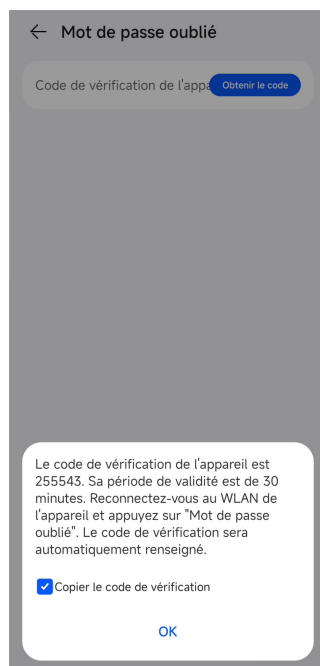 Mot de passe oublié
Code de vérification de l'appa
Obtenir le code
Le code de vérification de l'appareil est
255543. Sa période de validité est de 30
minutes. Reconnectez-vous au WLAN de
l'appareil et appuyez sur "Mot de passe
oublié". Le code de vérification sera
automatiquement renseigné.
Copier le code de vérification
OK